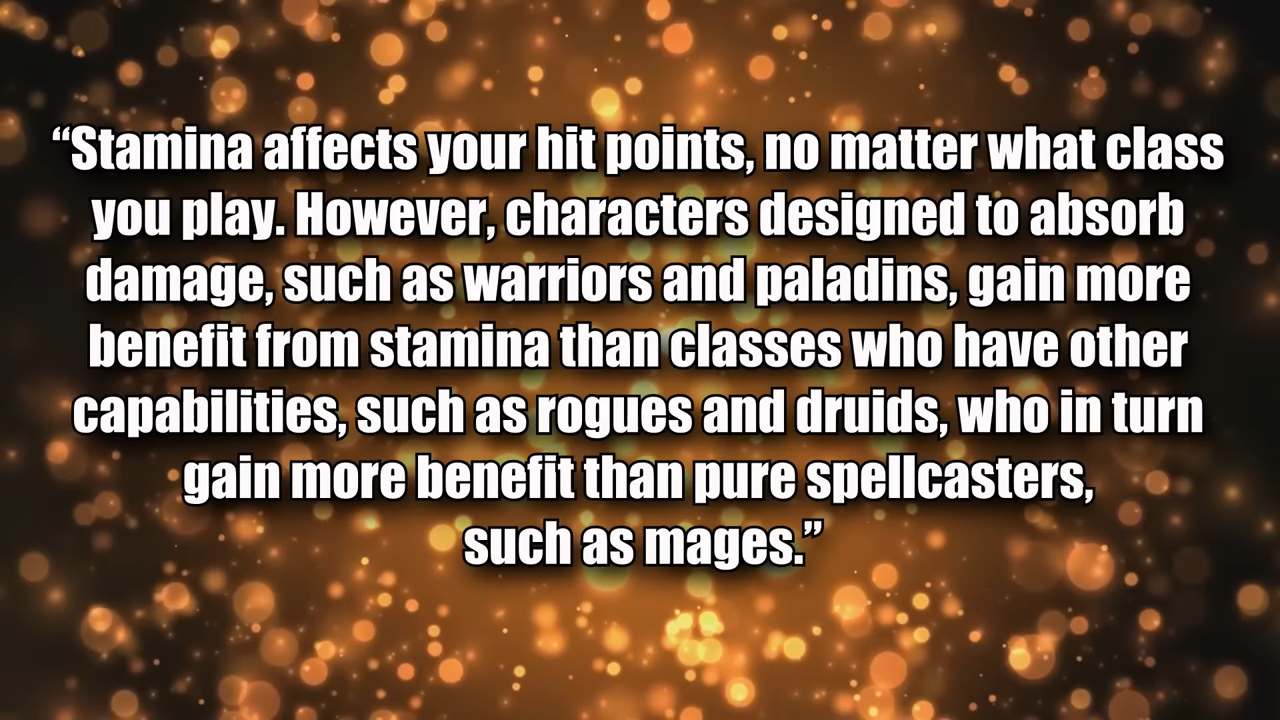 “Stamina affects your hit points, no matter what class
you play. However, characters designed to absorb
damage, such as warriors and paladins, gain more
benefit from stamina than classes who have other
capabilities, such as rogues and druids, who in turn
gain more benefit than pure spellcasters,
such as mages.”